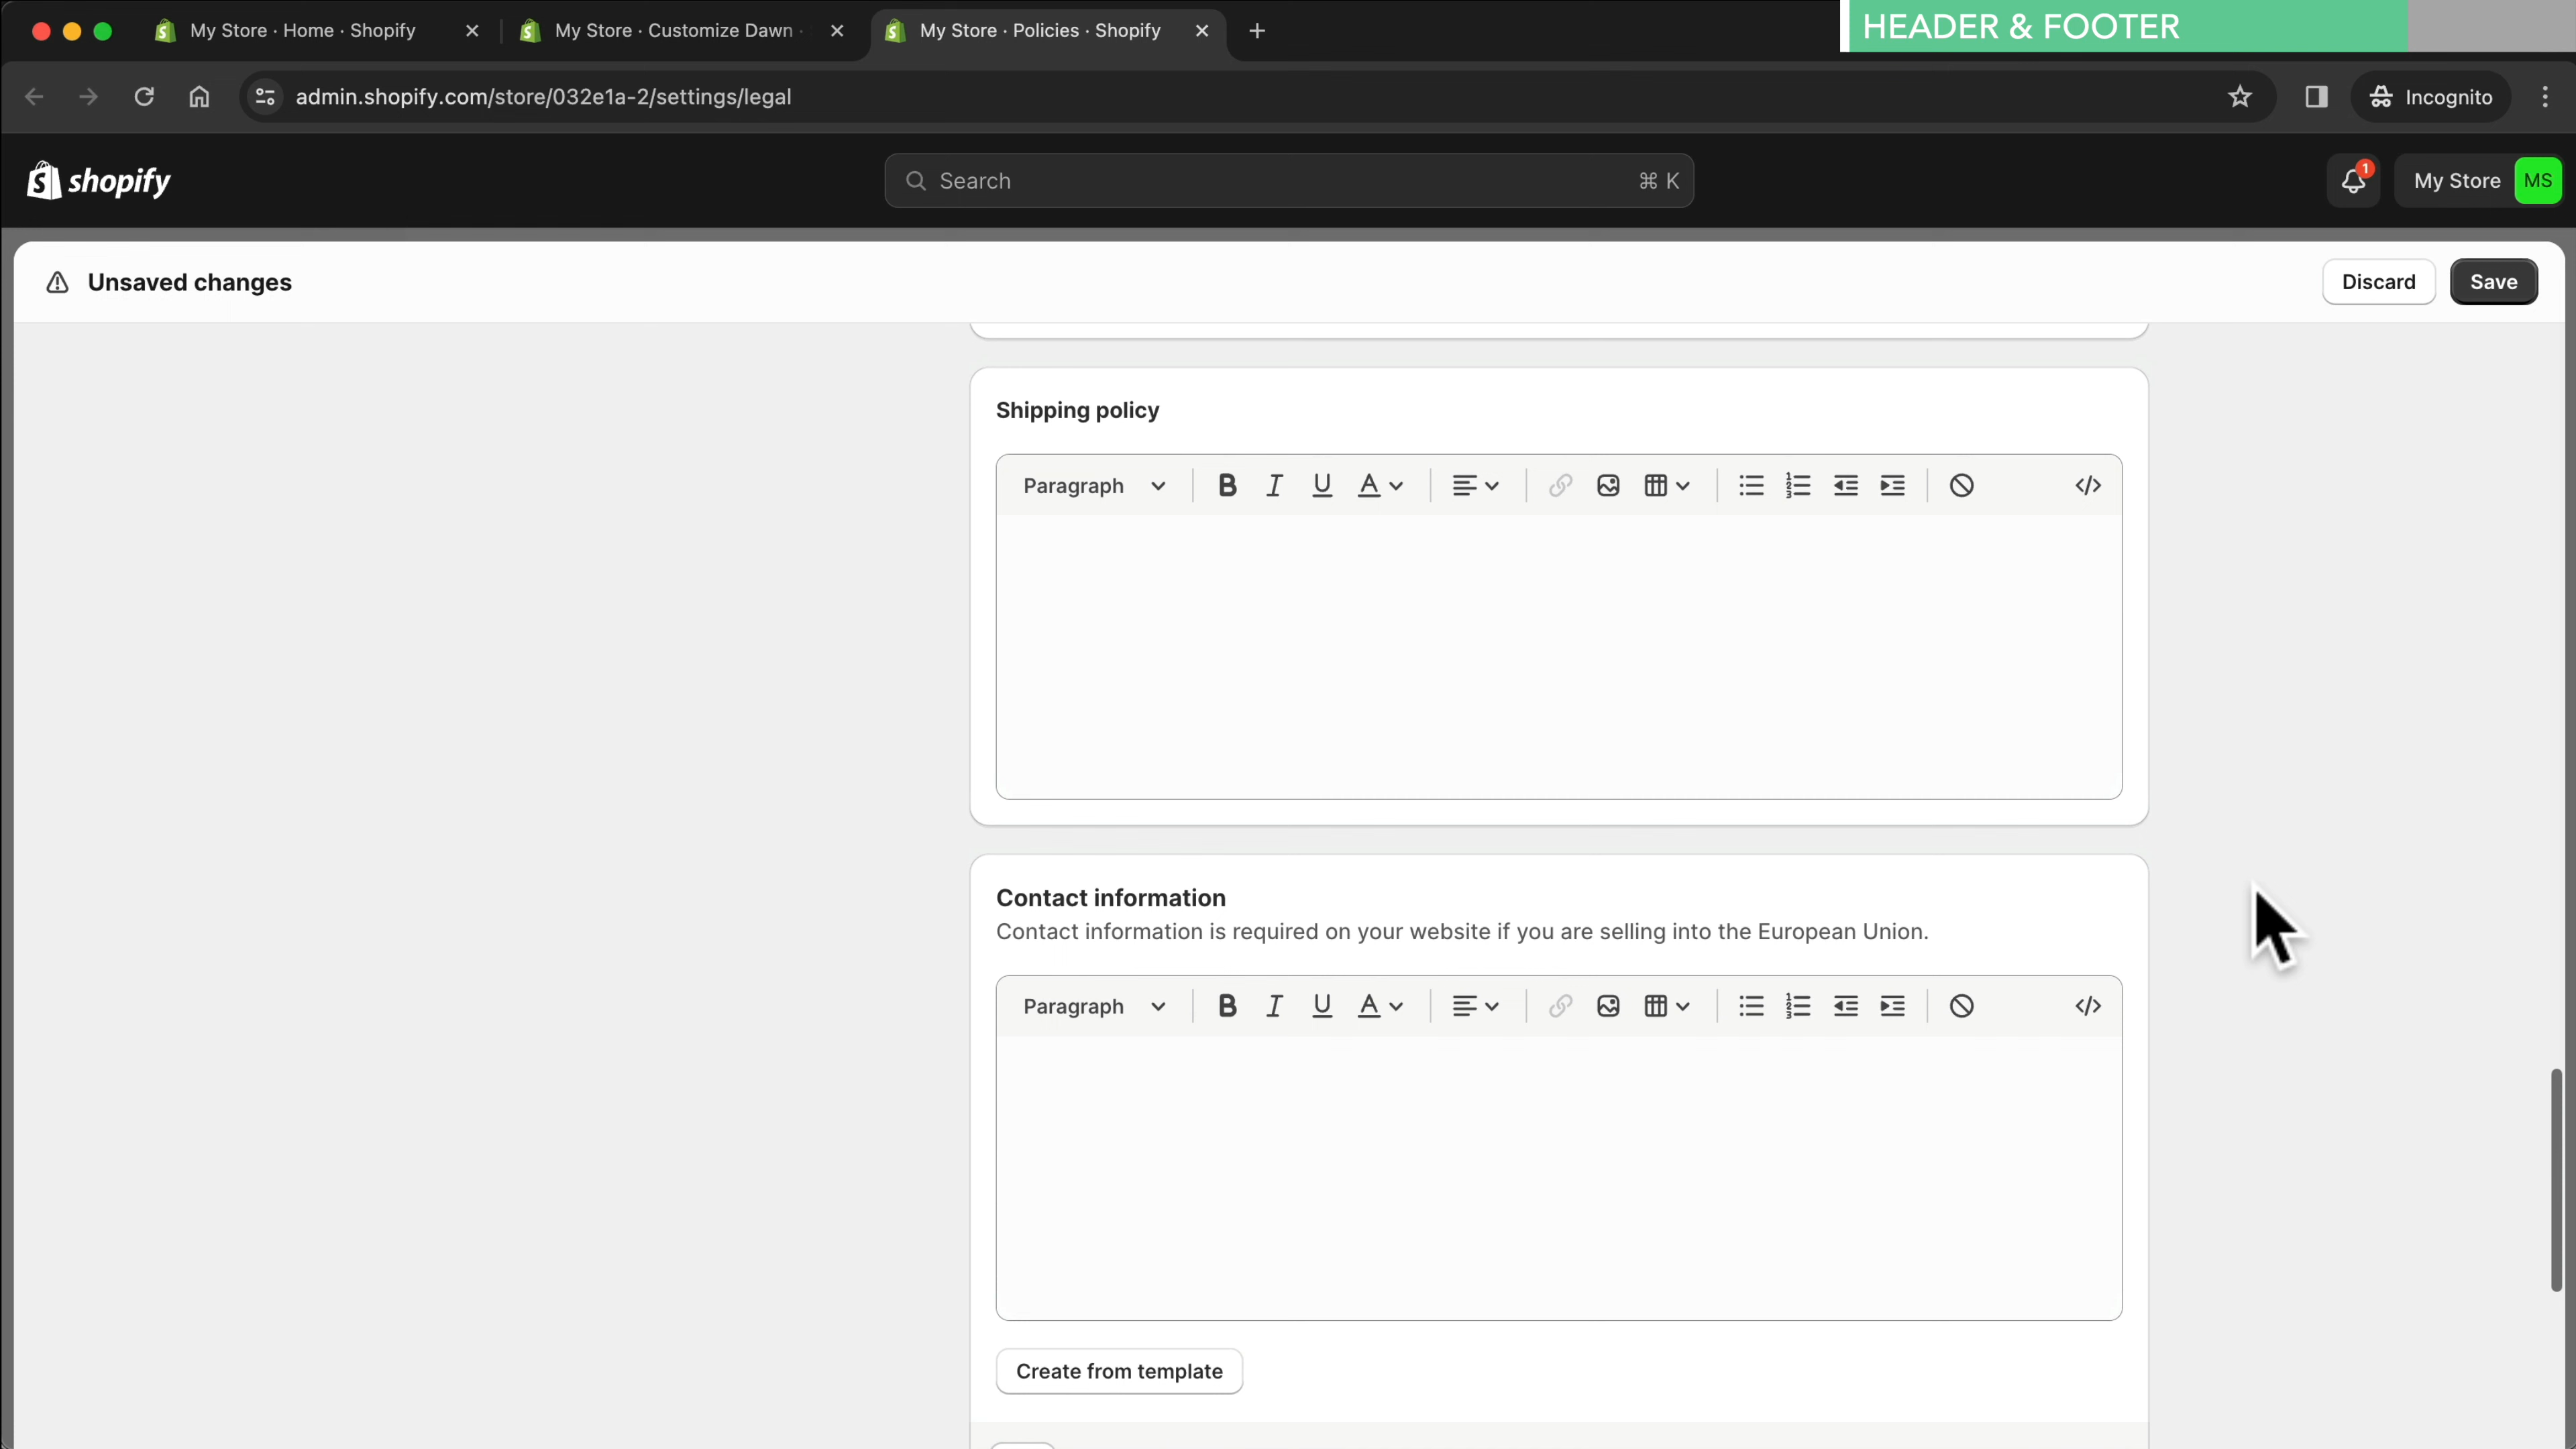 My Store · Home · Shopify
My Store · Customize Dawn ·
My Store · Policies · Shopify
HEADER & FOOTER
admin.shopify.com/store/032e1a-2/settings/legal
Incognito
shopify
Search
⌘ K
1
My Store
MS
Unsaved changes
Discard
Save
Shipping policy
Paragraph
Contact information
Contact information is required on your website if you are selling into the European Union.
Paragraph
Create from template